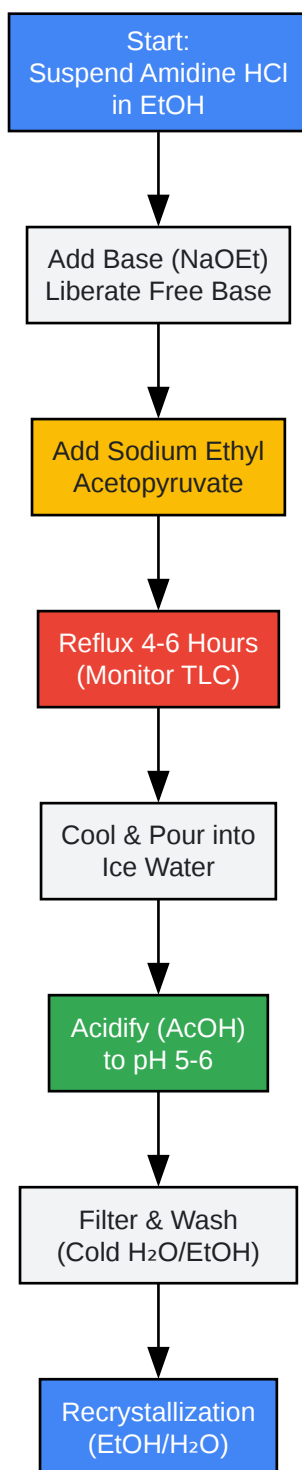 Start:
Suspend Amidine HCl
in EtOH
Add Base (NaOEt)
Liberate Free Base
Add Sodium Ethyl
Acetopyruvate
Reflux 4-6 Hours
(Monitor TLC)
Cool & Pour into
Ice Water
Acidify (AcOH)
to pH 5-6
Filter & Wash
(Cold H₂O/EtOH)
Recrystallization
(EtOH/H₂O)